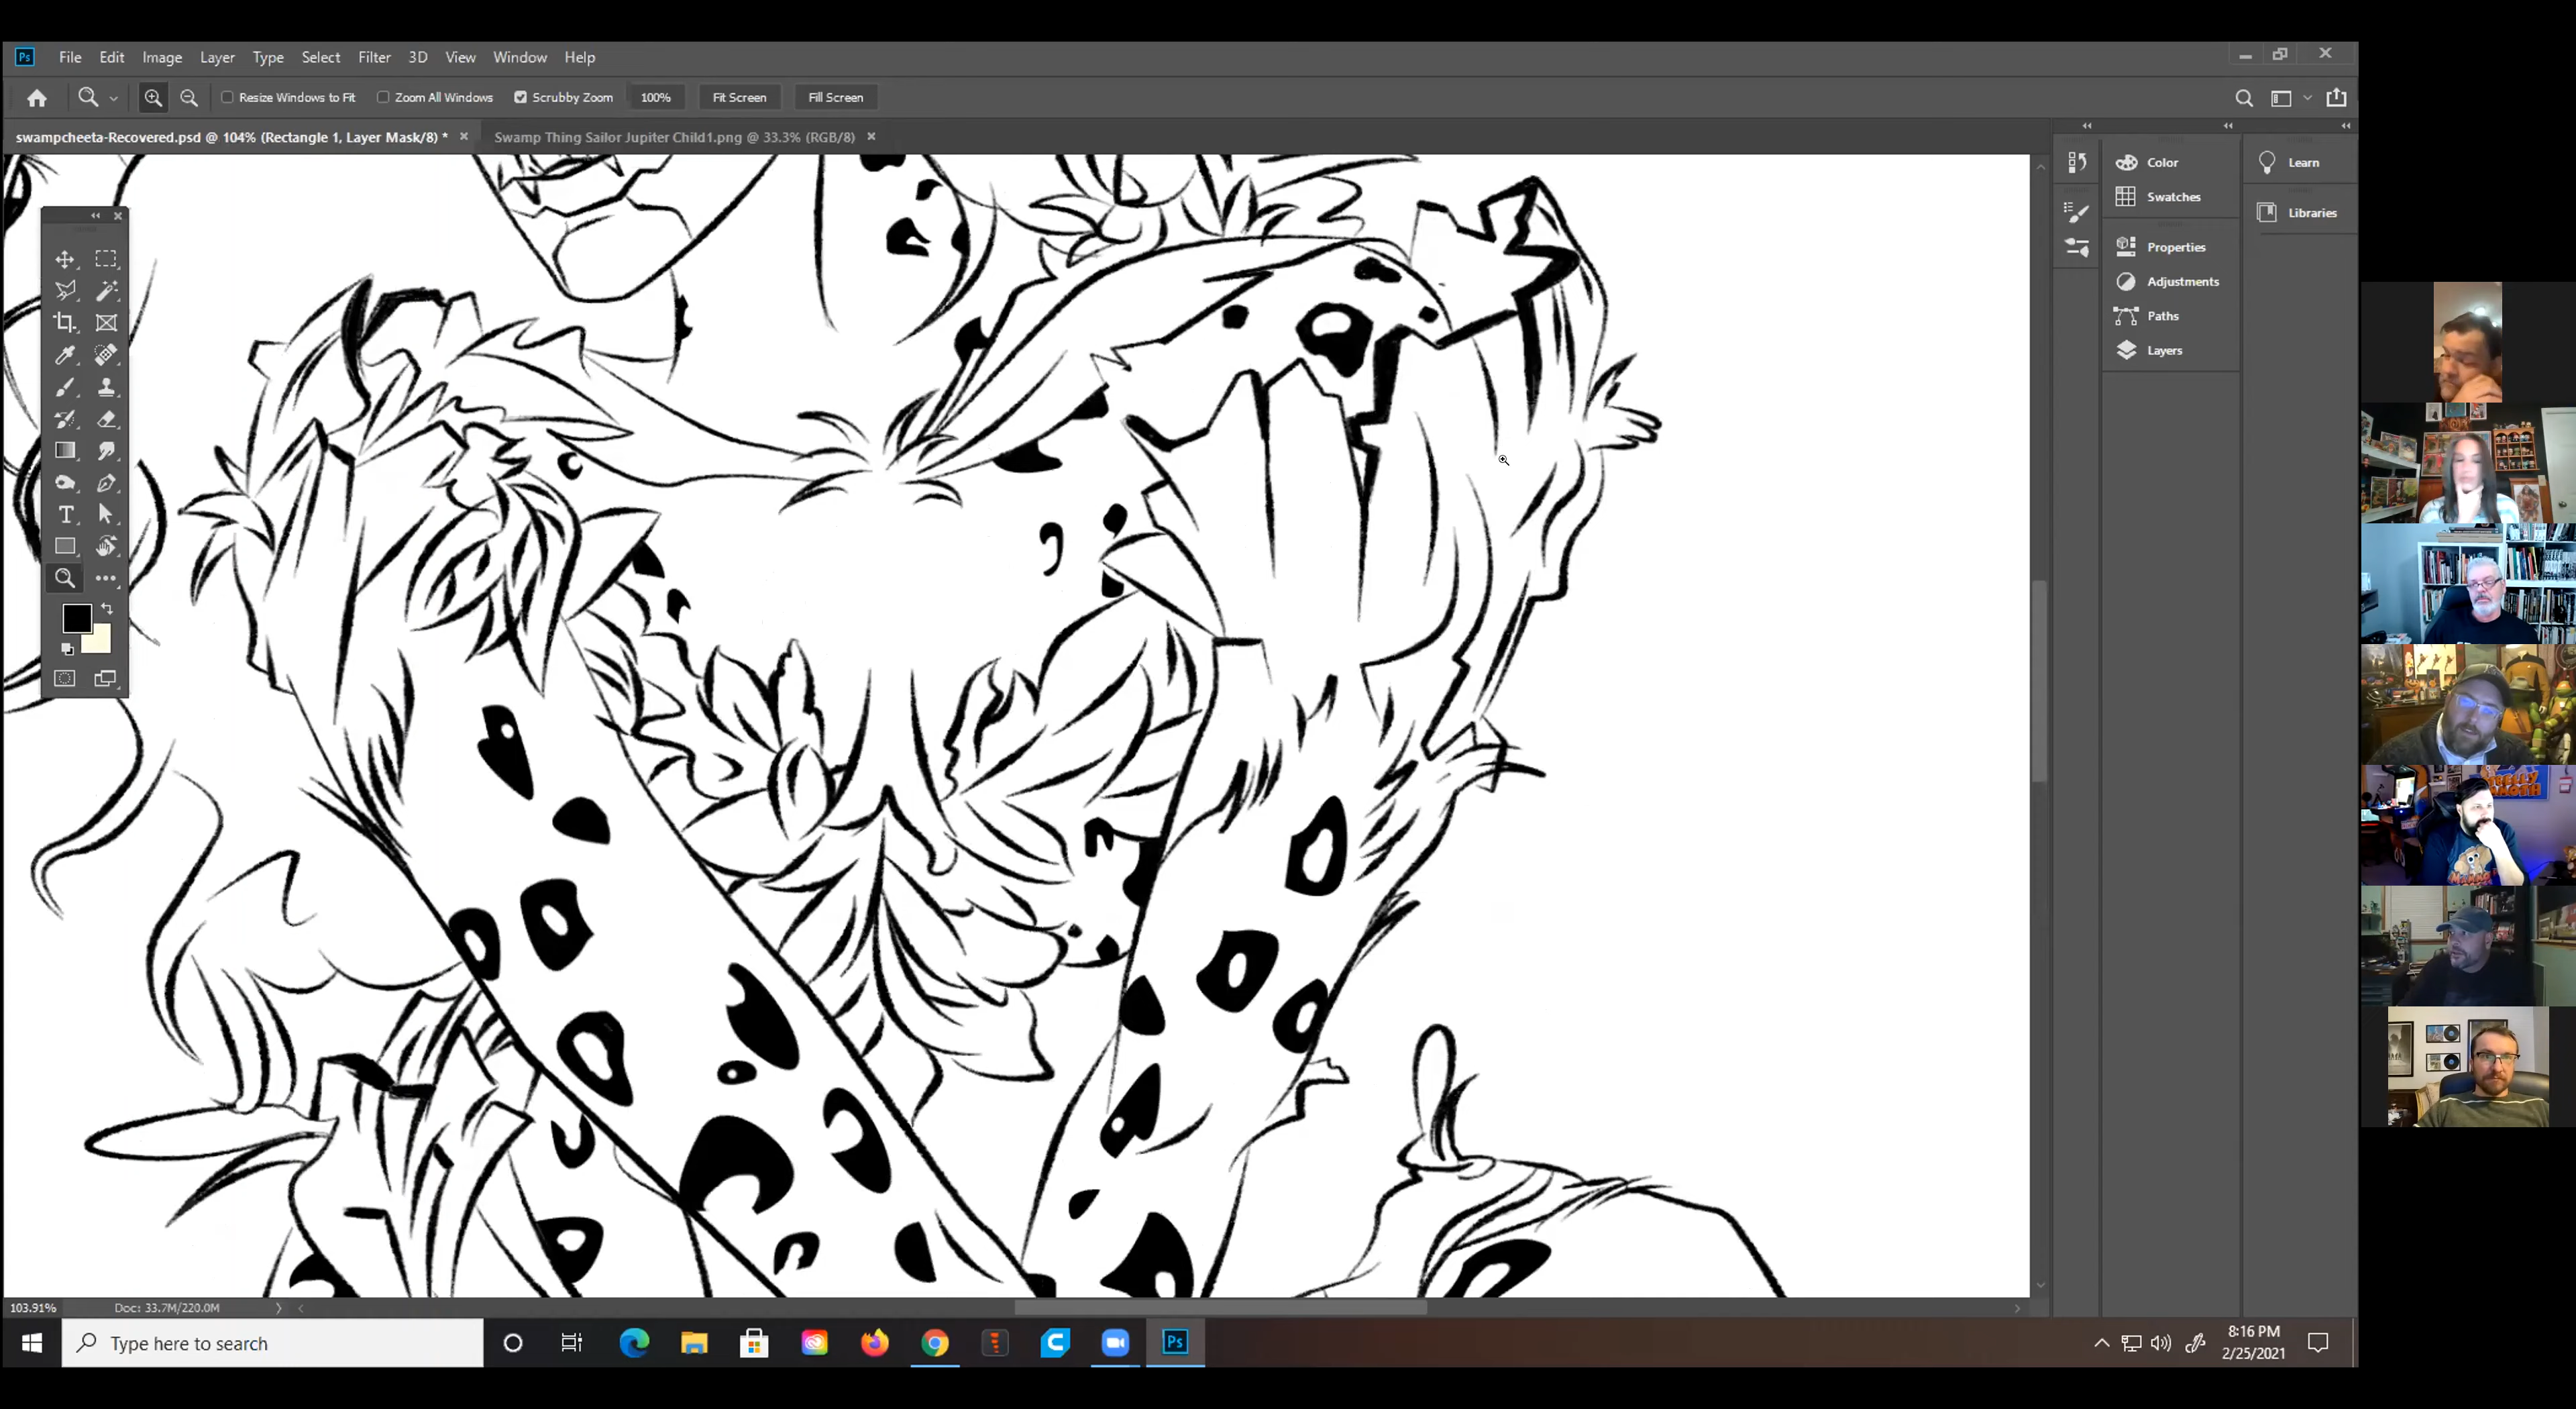 Ps File Edit Image Layer Type Select Filter 3D View Window Help
Resize Windows to Fit Zoom All Windows Scrubby Zoom 100% Fit Screen Fill Screen
swampcheeta-Recovered.psd @ 104% (Rectangle 1, Layer Mask/8) * × Swamp Thing Sailor Jupiter Child1.png @ 33.3% (RGB/8) ×
Color
Swatches
Properties
Adjustments
Paths
Layers
Learn
Libraries
T
103.91% Doc: 33.7M/220.0M
Type here to search
Ps
8:16 PM
2/25/2021